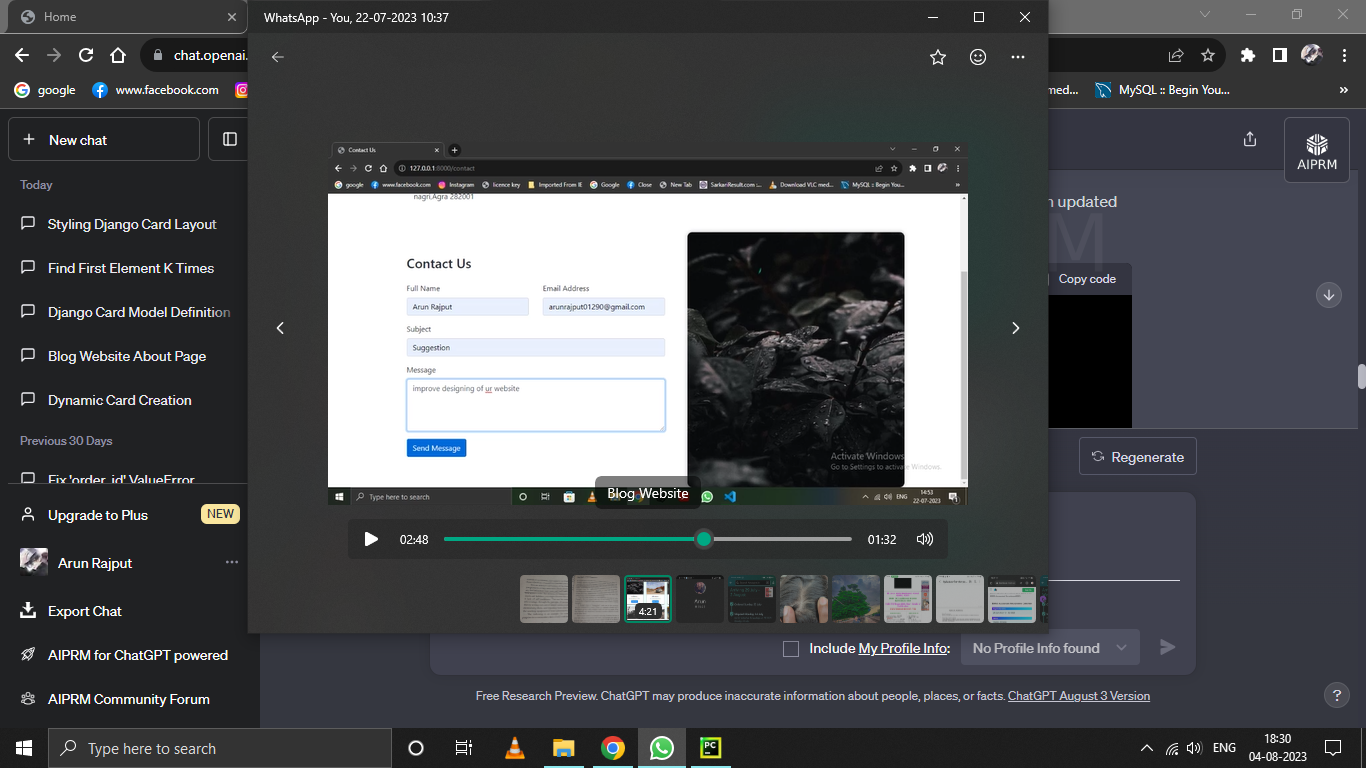 Home
WhatsApp - You, 22-07-2023 10:37
chat.openai.
google
www.facebook.com
med...
MySQL :: Begin You...
New chat
Today
Styling Django Card Layout
Find First Element K Times
Django Card Model Definition
Blog Website About Page
Dynamic Card Creation
Previous 30 Days
Fix 'order_id' ValueError
Upgrade to Plus
NEW
Arun Rajput
Export Chat
AIPRM for ChatGPT powered
AIPRM Community Forum
Contact Us
127.0.0.1:8000/contact
google
www.facebook.com
Instagram
licence key
Imported From IE
Google
Close
New Tab
SarkariResult.com :...
Download VLC med...
MySQL :: Begin You...
nagri,Agra 282001
Contact Us
Full Name
Email Address
Arun Rajput
arunrajput01290@gmail.com
Subject
Suggestion
Message
improve designing of ur website
Send Message
Activate Windows
Go to Settings to activate Windows.
Type here to search
ENG
14:53
22-07-2023
Blog Website
02:48
01:32
4:21
Arun
AIPRM
n updated
M
Copy code
Regenerate
Include My Profile Info:
No Profile Info found
Free Research Preview. ChatGPT may produce inaccurate information about people, places, or facts. ChatGPT August 3 Version
?
Type here to search
ENG
18:30
04-08-2023